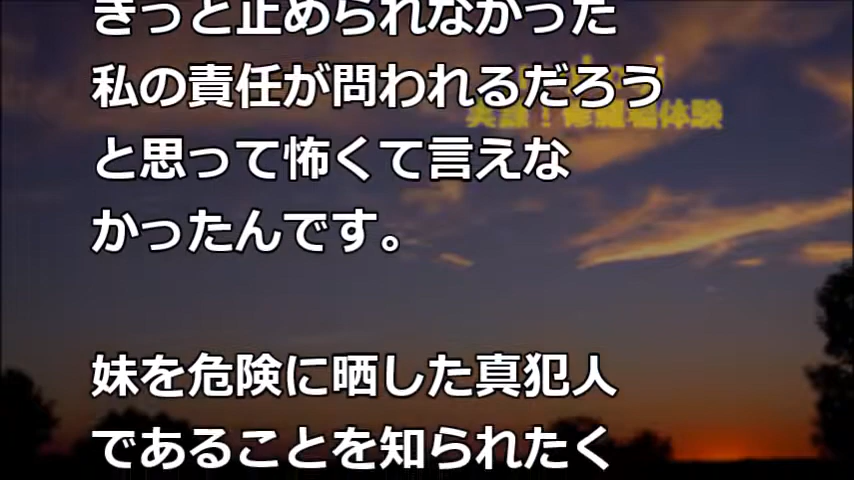 きっと止められなかった
私の責任が問われるだろう
体験
と思って怖くて言えな
かったんです。
妹を危険に晒した真犯人
であることを知られたく